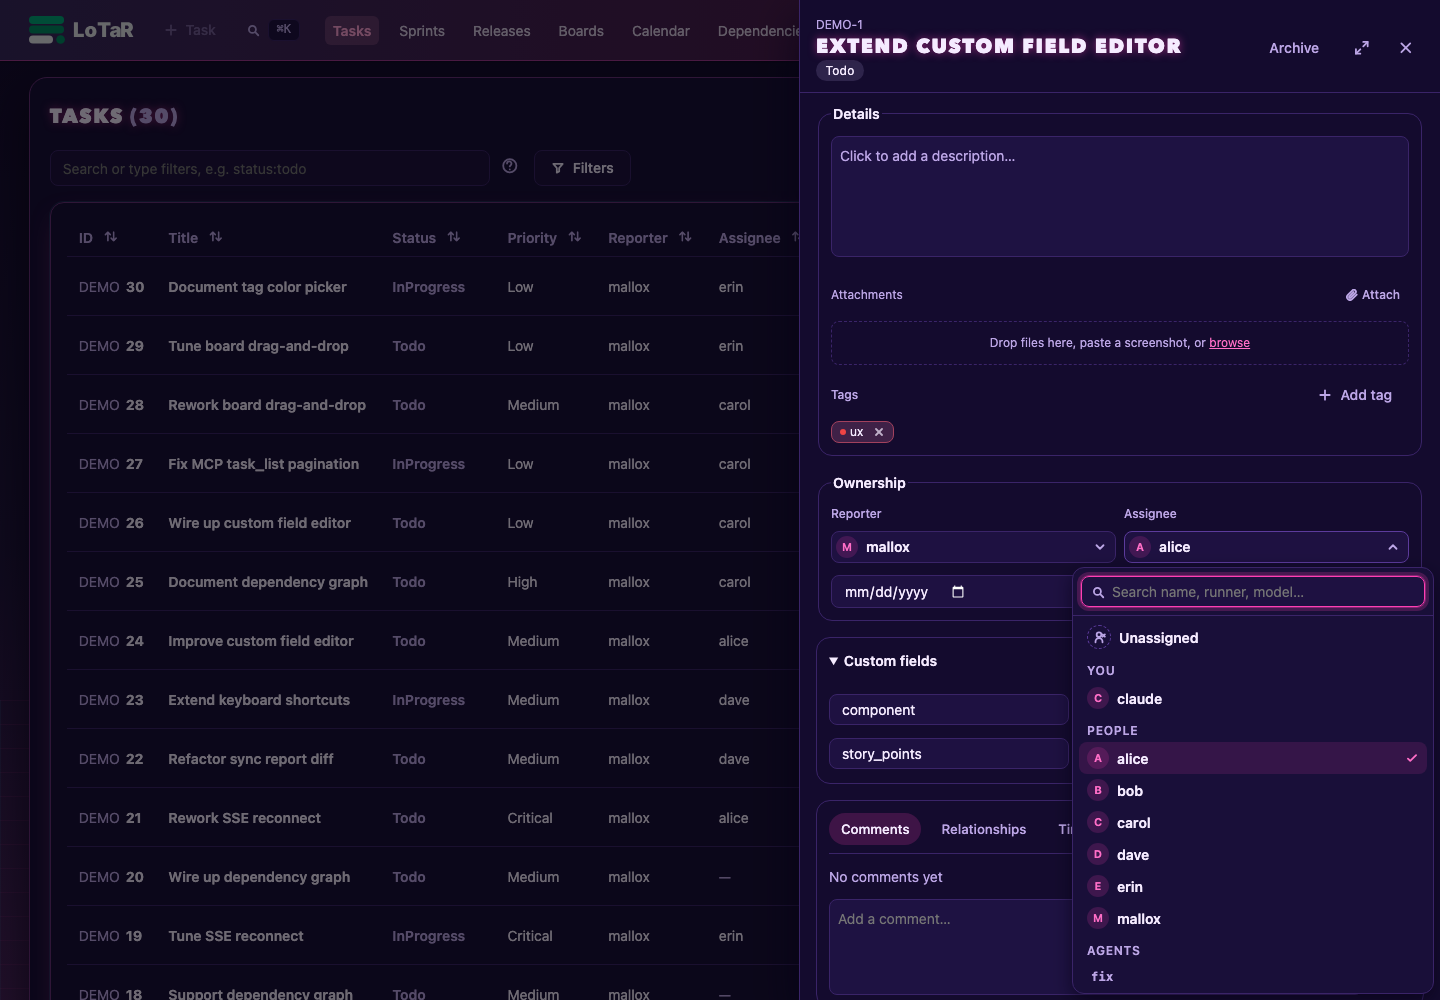 LoTaR
Task
⌘K
Tasks
Sprints
Releases
Boards
Calendar
TASKS (30)
Search or type filters, e.g. status:todo
Filters
ID Title Status Priority Reporter Assignee
DEMO 30 Document tag color picker InProgress Low mallox erin
DEMO 29 Tune board drag-and-drop Todo Low mallox erin
DEMO 28 Rework board drag-and-drop Todo Medium mallox carol
DEMO 27 Fix MCP task_list pagination InProgress Low mallox carol
DEMO 26 Wire up custom field editor Todo Low mallox carol
DEMO 25 Document dependency graph Todo High mallox carol
DEMO 24 Improve custom field editor Todo Medium mallox alice
DEMO 23 Extend keyboard shortcuts InProgress Medium mallox dave
DEMO 22 Refactor sync report diff Todo Medium mallox dave
DEMO 21 Rework SSE reconnect Todo Critical mallox alice
DEMO 20 Wire up dependency graph Todo Medium mallox —
DEMO 19 Tune SSE reconnect InProgress Critical mallox erin
DEMO 18 Support dependency graph Todo Medium mallox —
DEMO-1
EXTEND CUSTOM FIELD EDITOR
Todo
Archive
Details
Click to add a description...
Attachments
Attach
Drop files here, paste a screenshot, or browse
Tags
Add tag
ux
Ownership
Reporter
Assignee
M mallox
A alice
mm/dd/yyyy
Search name, runner, model...
Unassigned
YOU
C claude
PEOPLE
A alice
B bob
C carol
D dave
E erin
M mallox
AGENTS
fix
Custom fields
component
story_points
Comments
Relationships
No comments yet
Add a comment...